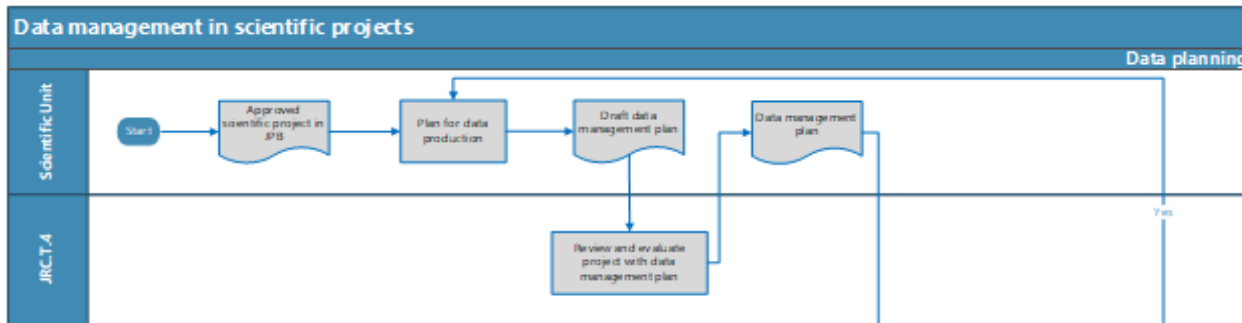 Data management in scientific projects
Data planning
Scientific Unit
Start
Approved
scientific project in
JPB
Plan for data
production
Draft data
management plan
Data management
plan
JRC.T.4
Review and evaluate
project with data
management plan
Yes